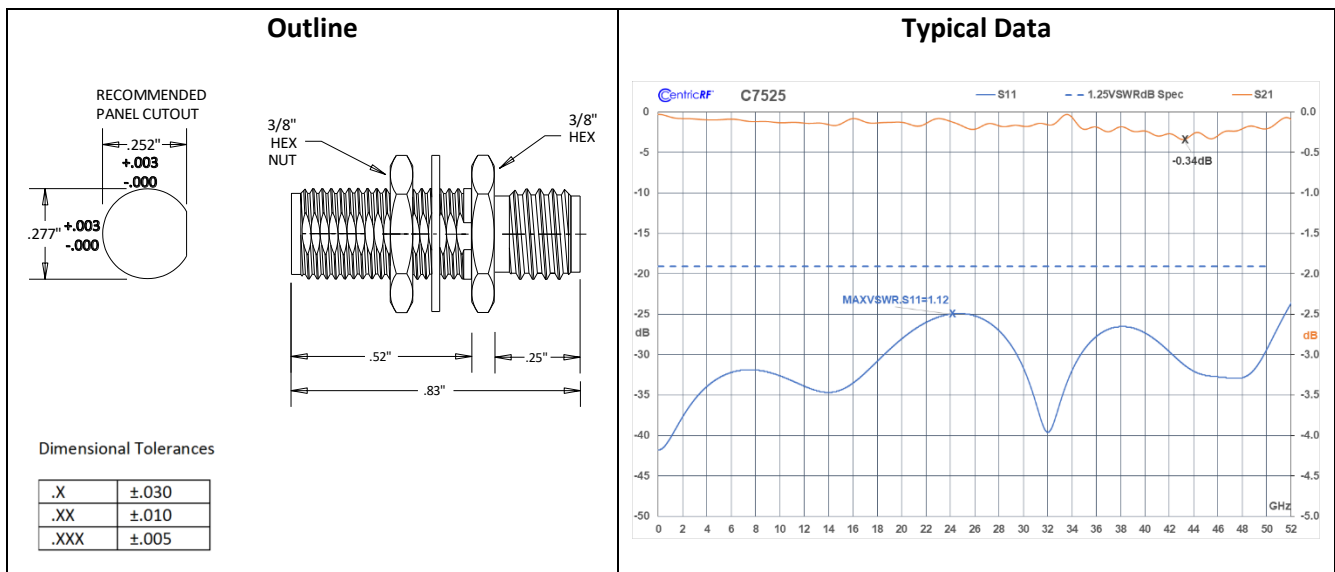 Outline
RECOMMENDED
PANEL CUTOUT
.252"
+.003
-.000
.277"
+.003
-.000
3/8"
HEX
NUT
3/8"
HEX
.52"
.25"
.83"
Dimensional Tolerances
.X ±.030
.XX ±.010
.XXX ±.005
Typical Data
CentricRF C7525 S11 1.25VSWRdB Spec S21
0 0.0
-5 -0.5
-0.34dB
-10 -1.0
-15 -1.5
-20 -2.0
MAXVSWR.S11=1.12
-25 -2.5
dB dB
-30 -3.0
-35 -3.5
-40 -4.0
-45 -4.5
GHz
-50 -5.0
0 2 4 6 8 10 12 14 16 18 20 22 24 26 28 30 32 34 36 38 40 42 44 46 48 50 52